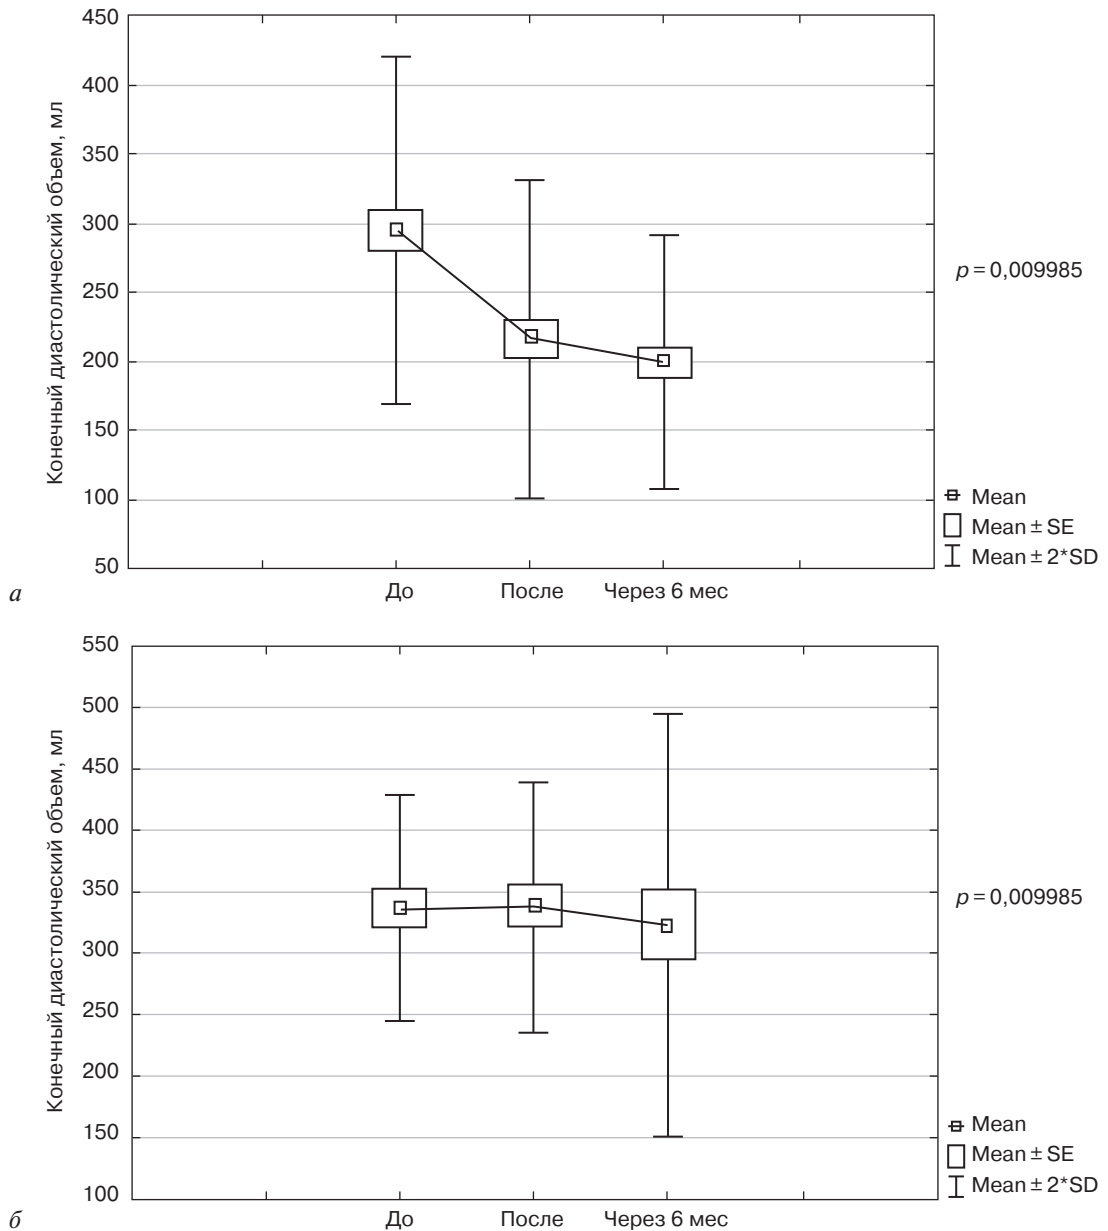 450
400
350
300
250
200
150
100
50
Конечный диастолический объем, мл
До После Через 6 мес
p = 0,009985
Mean
Mean ± SE
Mean ± 2*SD
а
550
500
450
400
350
300
250
200
150
100
Конечный диастолический объем, мл
До После Через 6 мес
p = 0,009985
Mean
Mean ± SE
Mean ± 2*SD
б